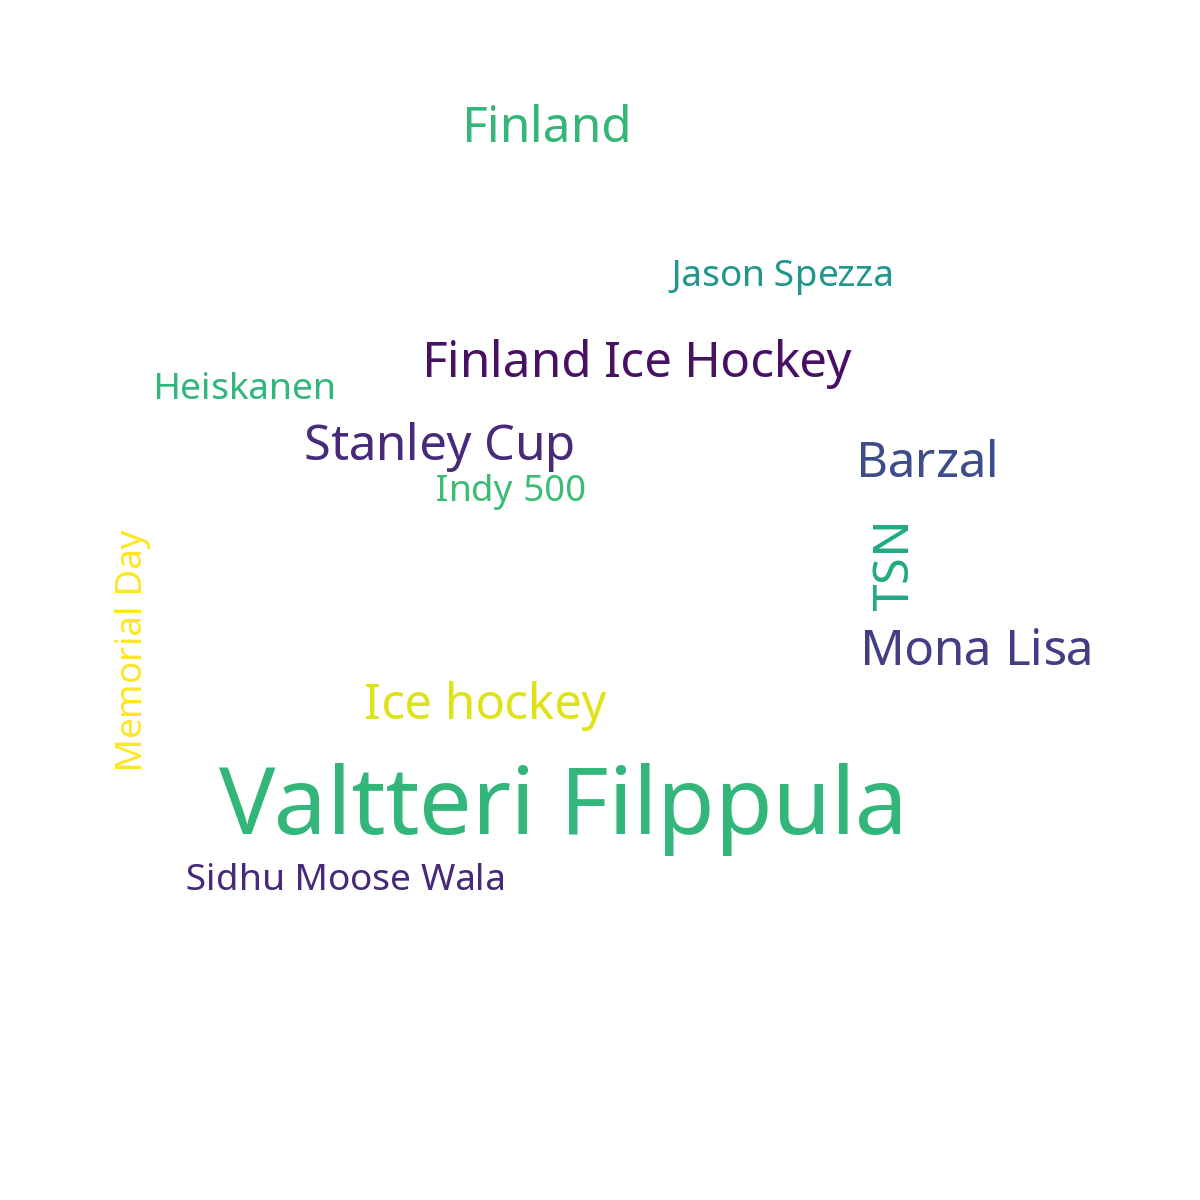 Finland
Jason Spezza
Finland Ice Hockey
Heiskanen
Stanley Cup
Barzal
Indy 500
TSN
Memorial Day
Mona Lisa
Ice hockey
Valtteri Filppula
Sidhu Moose Wala